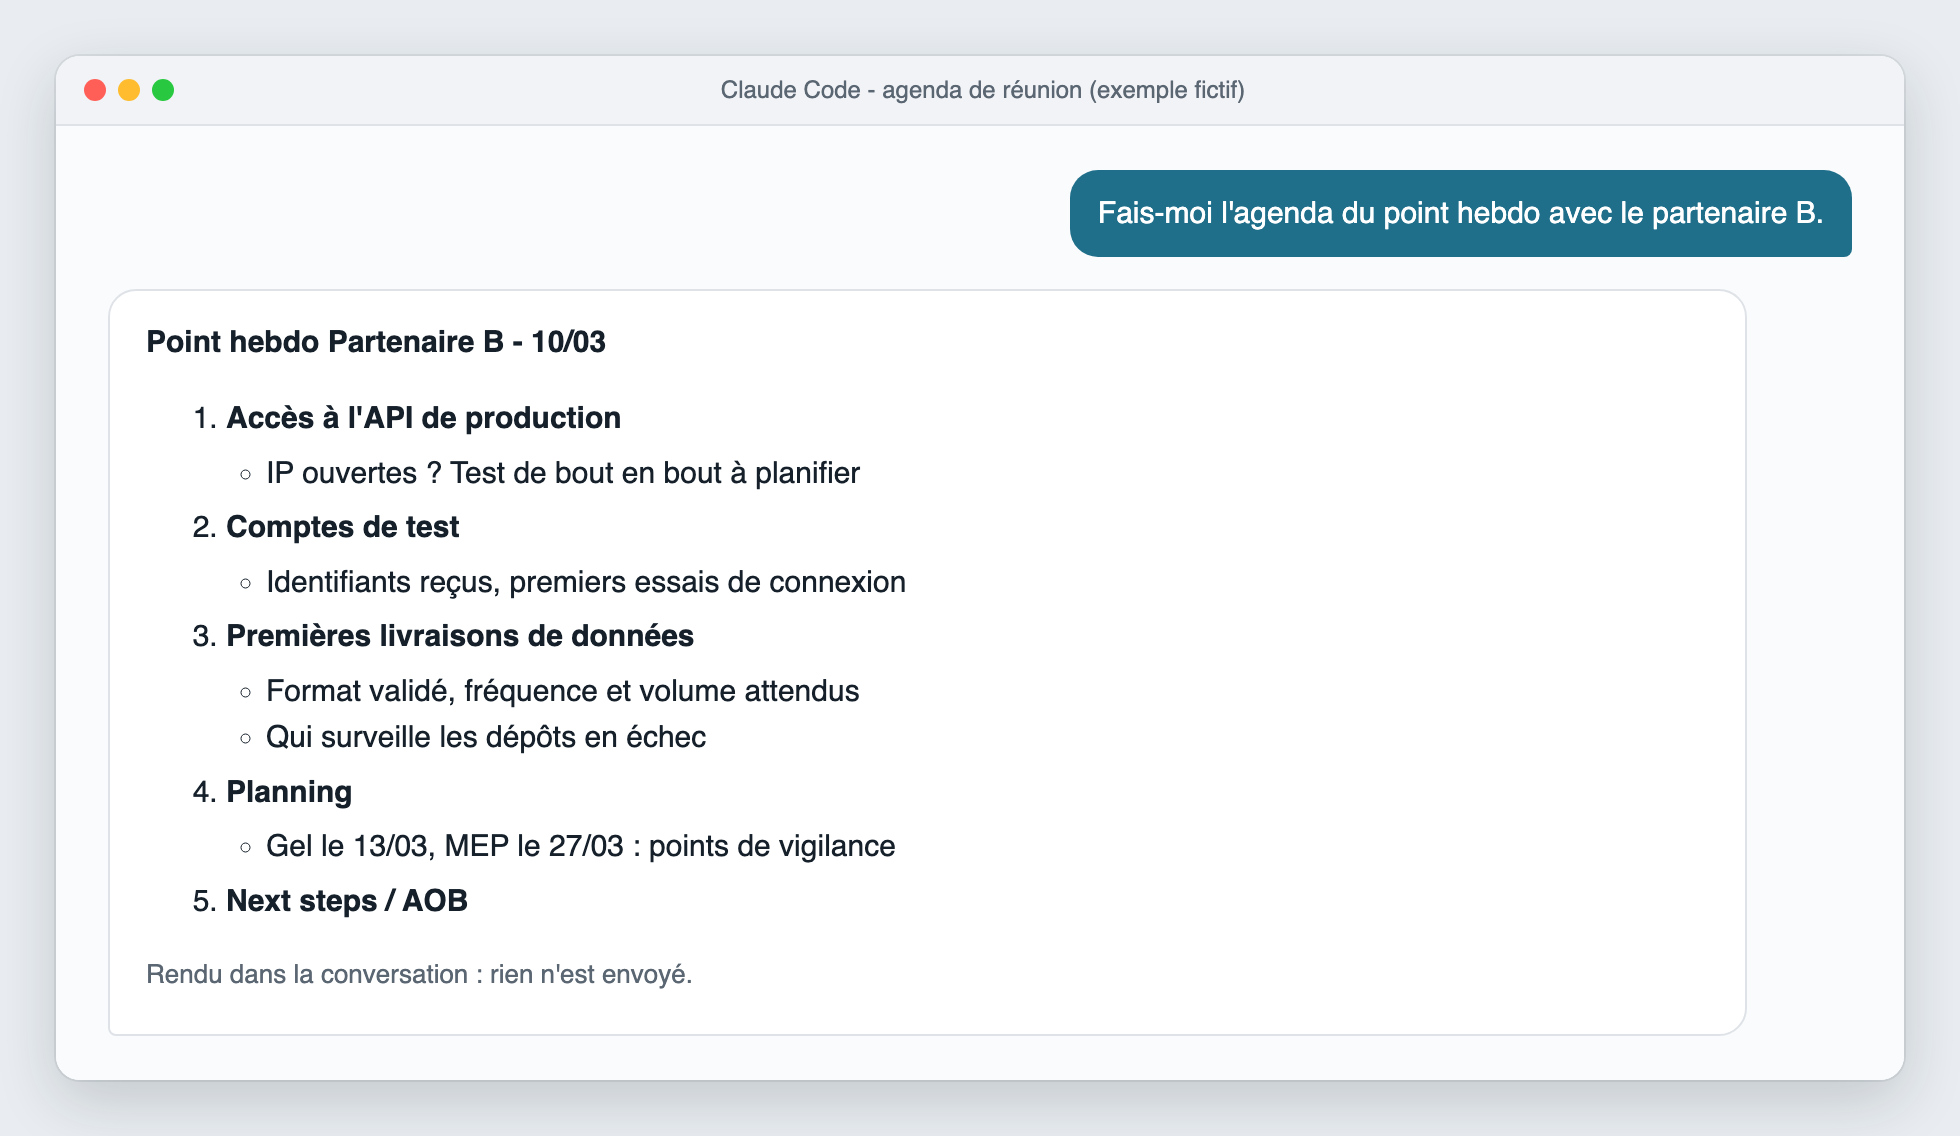 Claude Code - agenda de réunion (exemple fictif)
Fais-moi l'agenda du point hebdo avec le partenaire B.
Point hebdo Partenaire B - 10/03
1. Accès à l'API de production
◦ IP ouvertes ? Test de bout en bout à planifier
2. Comptes de test
◦ Identifiants reçus, premiers essais de connexion
3. Premières livraisons de données
◦ Format validé, fréquence et volume attendus
◦ Qui surveille les dépôts en échec
4. Planning
◦ Gel le 13/03, MEP le 27/03 : points de vigilance
5. Next steps / AOB
Rendu dans la conversation : rien n'est envoyé.